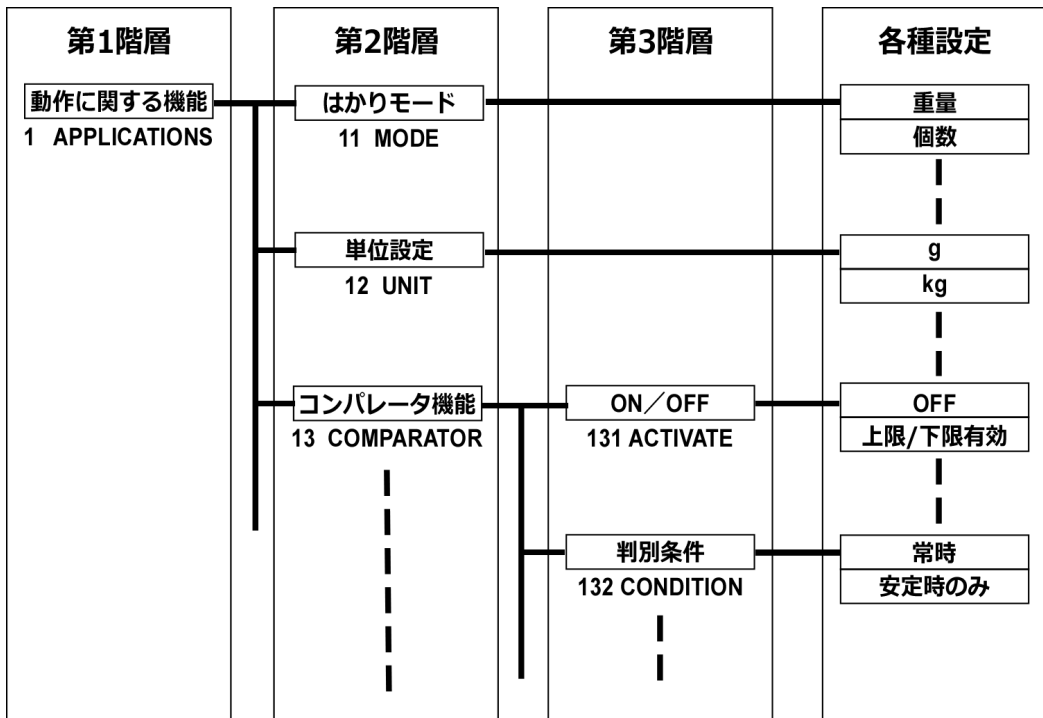 第1階層
第2階層
第3階層
各種設定
動作に関する機能
1 APPLICATIONS
はかりモード
11 MODE
重量
個数
単位設定
12 UNIT
g
kg
コンパレータ機能
13 COMPARATOR
ON／OFF
131 ACTIVATE
OFF
上限/下限有効
判別条件
132 CONDITION
常時
安定時のみ